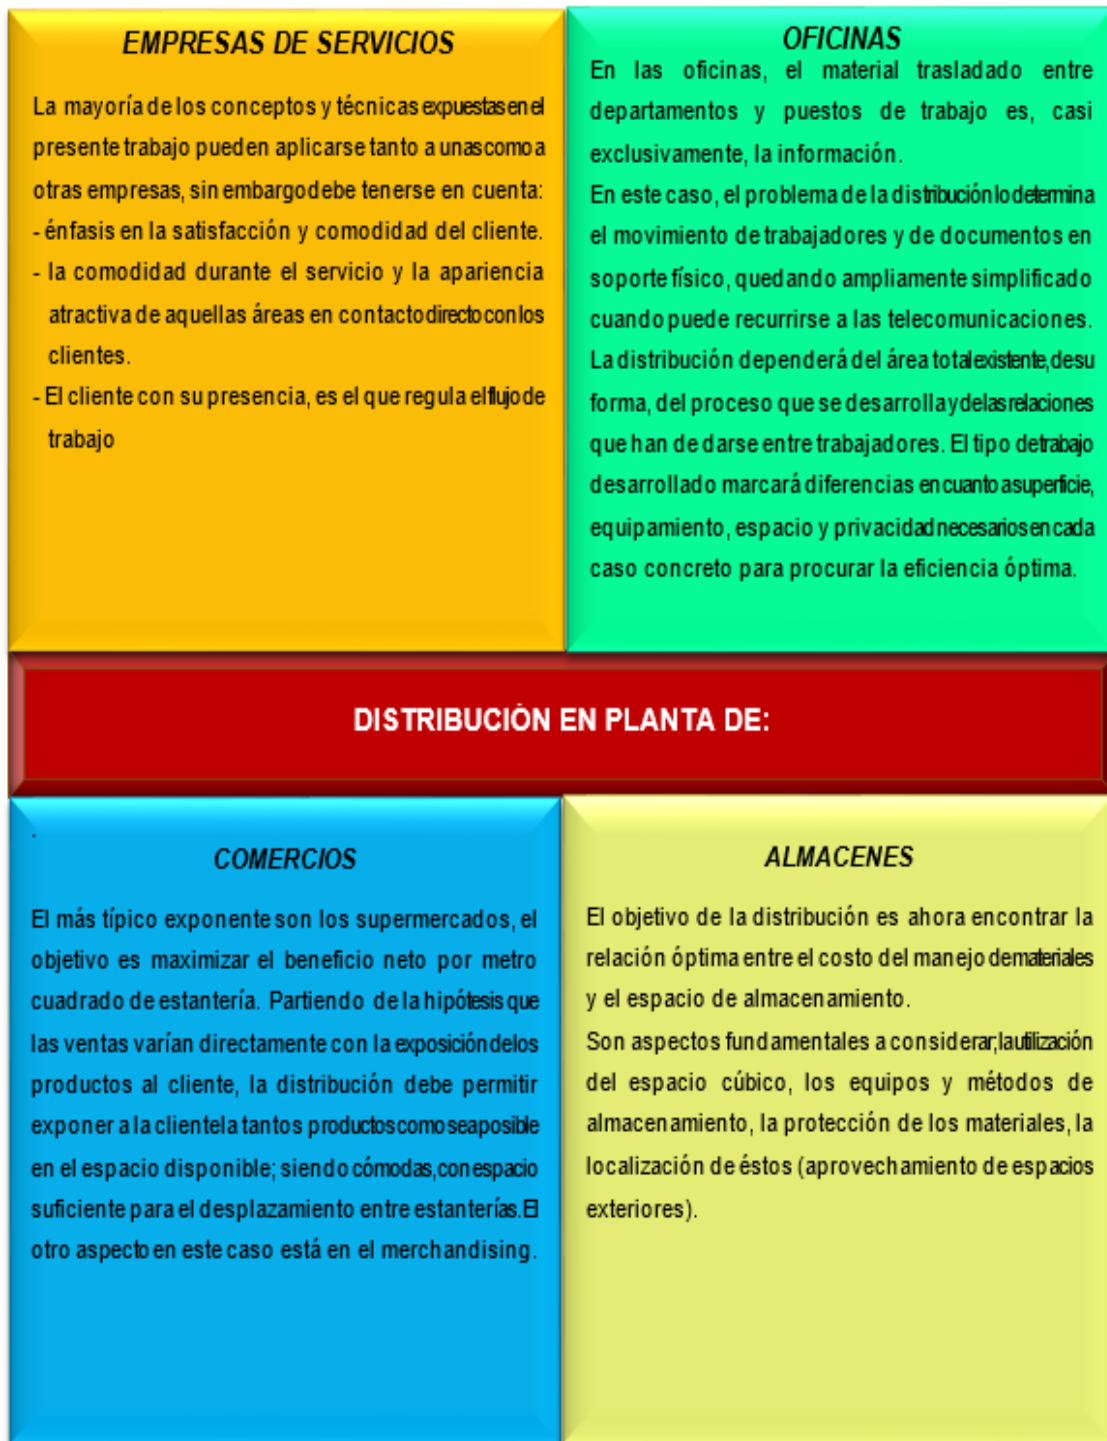 EMPRESAS DE SERVICIOS
La mayoría de los conceptos y técnicas expuestas en el
presente trabajo pueden aplicarse tanto a unas como a
otras empresas, sin embargo debe tenerse en cuenta:
- énfasis en la satisfacción y comodidad del cliente.
- la comodidad durante el servicio y la apariencia
atractiva de aquellas áreas en contacto directo con los
clientes.
- El cliente con su presencia, es el que regula el flujo de
trabajo
OFICINAS
En las oficinas, el material trasladado entre
departamentos y puestos de trabajo es, casi
exclusivamente, la información.
En este caso, el problema de la distribución lo determina
el movimiento de trabajadores y de documentos en
soporte físico, quedando ampliamente simplificado
cuando puede recurrirse a las telecomunicaciones.
La distribución dependerá del área total existente, de su
forma, del proceso que se desarrolla y de las relaciones
que han de darse entre trabajadores. El tipo de trabajo
desarrollado marcará diferencias en cuanto a superficie,
equipamiento, espacio y privacidad necesarios en cada
caso concreto para procurar la eficiencia óptima.
DISTRIBUCIÓN EN PLANTA DE:
.
COMERCIOS
El más típico exponente son los supermercados, el
objetivo es maximizar el beneficio neto por metro
cuadrado de estantería. Partiendo de la hipótesis que
las ventas varían directamente con la exposición de los
productos al cliente, la distribución debe permitir
exponer a la clientela tantos productos como sea posible
en el espacio disponible; siendo cómodas, con espacio
suficiente para el desplazamiento entre estanterías. El
otro aspecto en este caso está en el merchandising.
ALMACENES
El objetivo de la distribución es ahora encontrar la
relación óptima entre el costo del manejo de materiales
y el espacio de almacenamiento.
Son aspectos fundamentales a considerar; la utilización
del espacio cúbico, los equipos y métodos de
almacenamiento, la protección de los materiales, la
localización de éstos (aprovechamiento de espacios
exteriores).